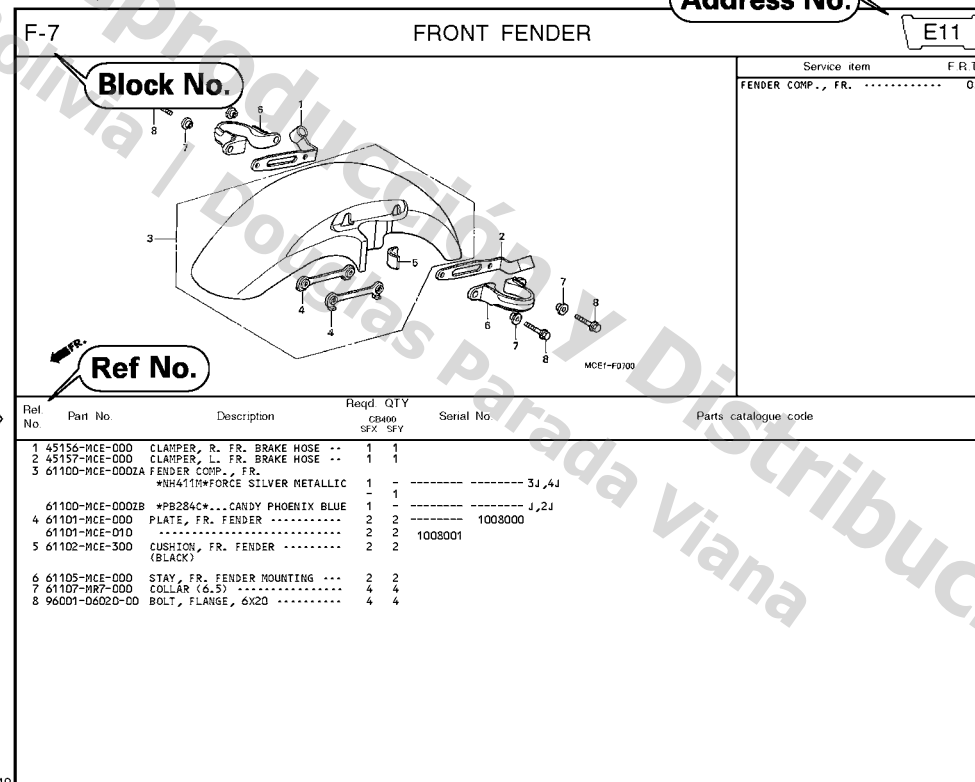 Address No.
F-7 FRONT FENDER E11
Block No.
Service item F.R.T
FENDER COMP., FR. ············ 0
8 7 6 1
3 2
5
4
4
6 7 8
7
8
MCE1-F0700
FR.
Ref No.
Reqd. QTY
Ref. No. Part No. Description CB400 SFX SFY Serial No. Parts catalogue code
1 45156-MCE-000 CLAMPER, R. FR. BRAKE HOSE ·· 1 1
2 45157-MCE-000 CLAMPER, L. FR. BRAKE HOSE ·· 1 1
3 61100-MCE-000ZA FENDER COMP., FR.
*NH411M*FORCE SILVER METALLIC 1 - -------- -------- 3J,4J
- 1
61100-MCE-000ZB *PB284C*...CANDY PHOENIX BLUE 1 - -------- -------- J,2J
4 61101-MCE-000 PLATE, FR. FENDER ··········· 2 2 -------- 1008000
61101-MCE-010 ···························· 2 2 1008001
5 61102-MCE-300 CUSHION, FR. FENDER ········· 2 2
(BLACK)
6 61105-MCE-000 STAY, FR. FENDER MOUNTING ··· 2 2
7 61107-MR7-000 COLLAR (6.5) ················ 4 4
8 96001-06020-00 BOLT, FLANGE, 6X20 ·········· 4 4
Bolivia | Douglas Parada Viana